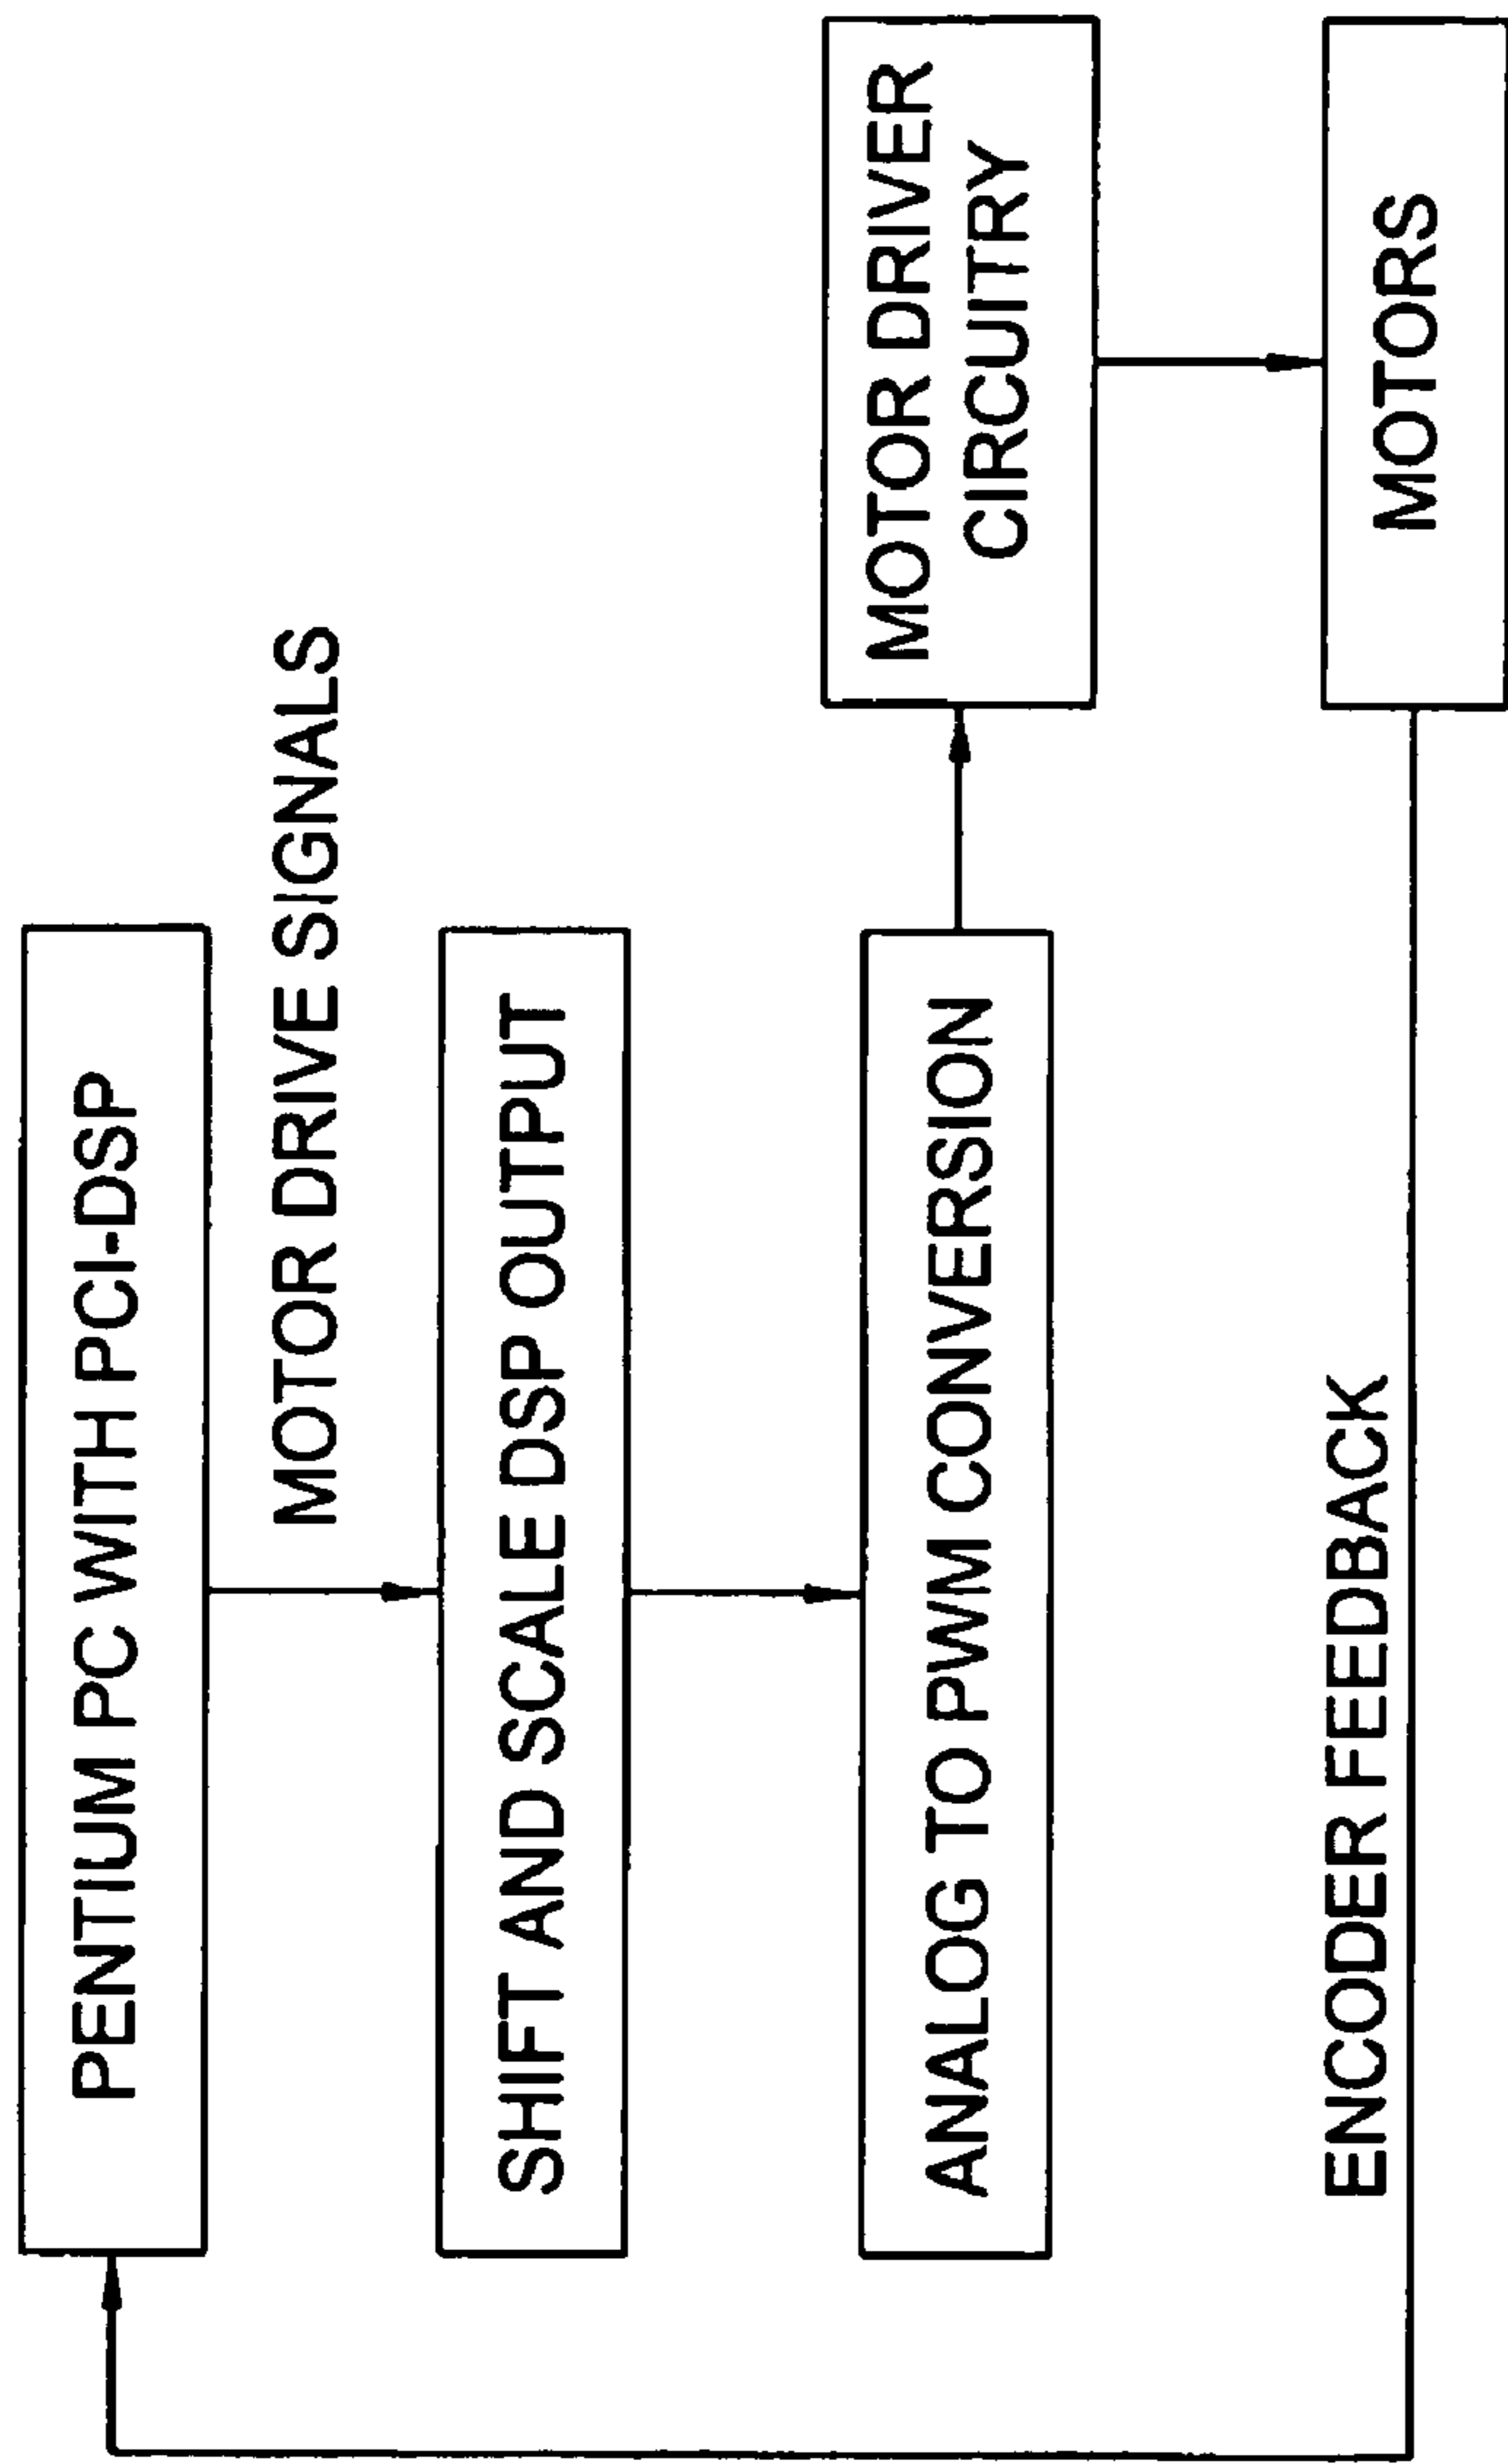 PENTIUM PC WITH PCI-DSP
MOTOR DRIVE SIGNALS
SHIFT AND SCALE DSP OUTPUT
ANALOG TO PWM CONVERSION
MOTOR DRIVER
CIRCUITRY
ENCODER FEEDBACK
MOTORS